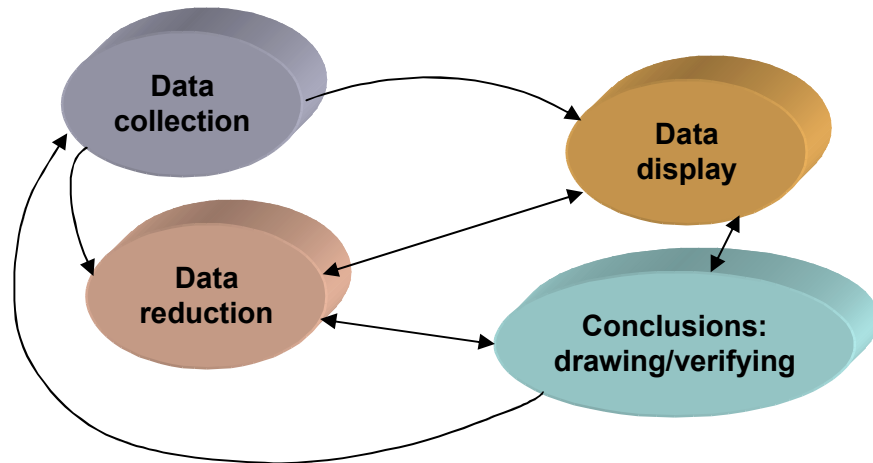 Data
collection
Data
display
Data
reduction
Conclusions:
drawing/verifying